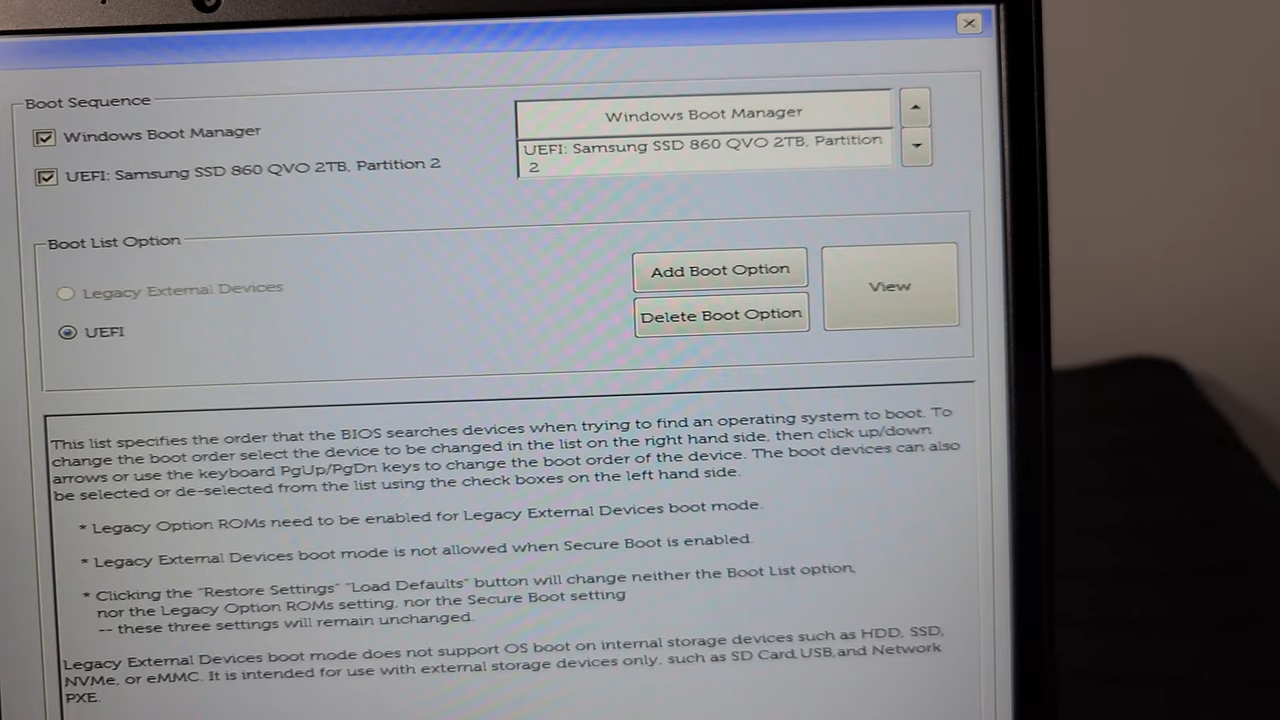 Boot Sequence
Windows Boot Manager
UEFI: Samsung SSD 860 QVO 2TB, Partition 2
Windows Boot Manager
UEFI: Samsung SSD 860 QVO 2TB, Partition
2
Boot List Option
Legacy External Devices
UEFI
Add Boot Option
Delete Boot Option
View
This list specifies the order that the BIOS searches devices when trying to find an operating system to boot. To
change the boot order select the device to be changed in the list on the right hand side, then click up/down
arrows or use the keyboard PgUp/PgDn keys to change the boot order of the device. The boot devices can also
be selected or de-selected from the list using the check boxes on the left hand side.
* Legacy Option ROMs need to be enabled for Legacy External Devices boot mode.
* Legacy External Devices boot mode is not allowed when Secure Boot is enabled.
* Clicking the "Restore Settings" "Load Defaults" button will change neither the Boot List option,
nor the Legacy Option ROMs setting, nor the Secure Boot setting
-- these three settings will remain unchanged.
Legacy External Devices boot mode does not support OS boot on internal storage devices such as HDD, SSD,
NVMe, or eMMC. It is intended for use with external storage devices only, such as SD Card,USB,and Network
PXE.